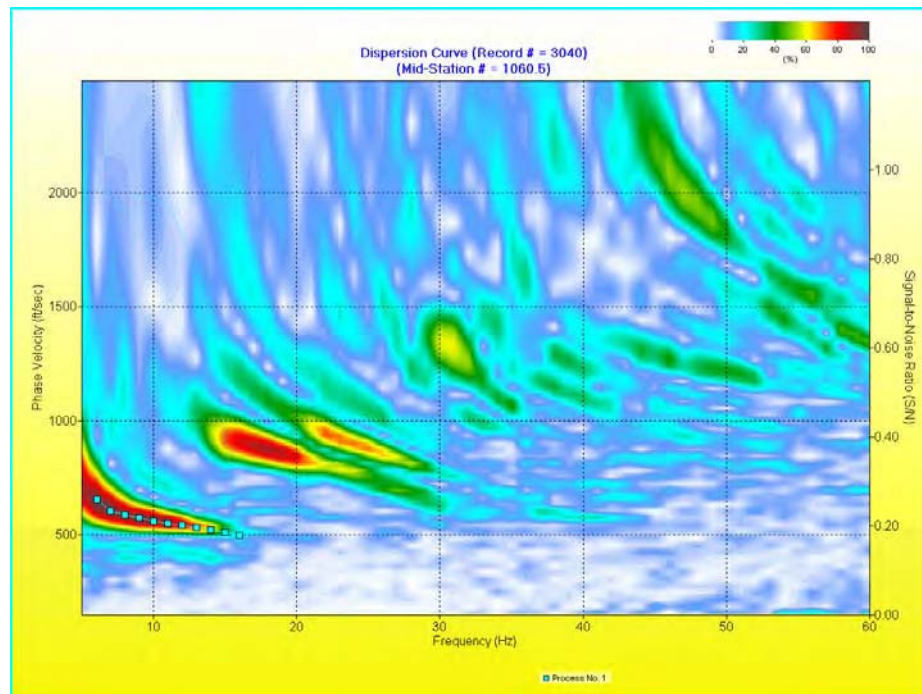 Dispersion Curve (Record # = 3040)
(Mid-Station # = 1060.5)
0 20 40 60 80 100
(%)
Phase Velocity (ft/sec)
2000
1500
1000
500
1.00
0.80
0.60
0.40
0.20
0.00
Signal-to-Noise Ratio (S/N)
10 20 30 40 50 60
Frequency (Hz)
Process No. 1